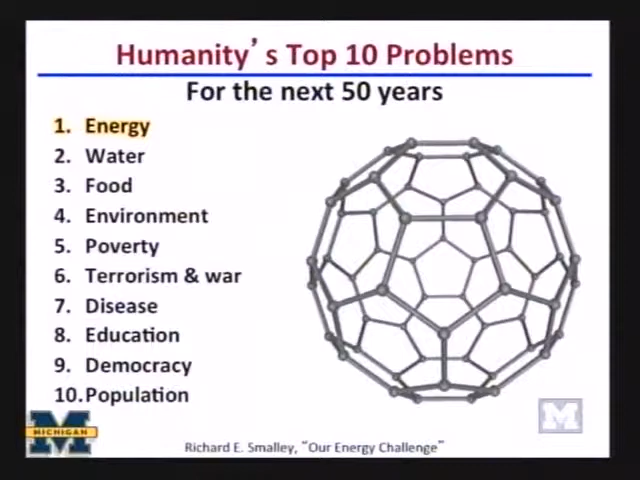 Humanity's Top 10 Problems
For the next 50 years
1. Energy
2. Water
3. Food
4. Environment
5. Poverty
6. Terrorism & war
7. Disease
8. Education
9. Democracy
10. Population
M
MICHIGAN
M
Richard E. Smalley, "Our Energy Challenge"